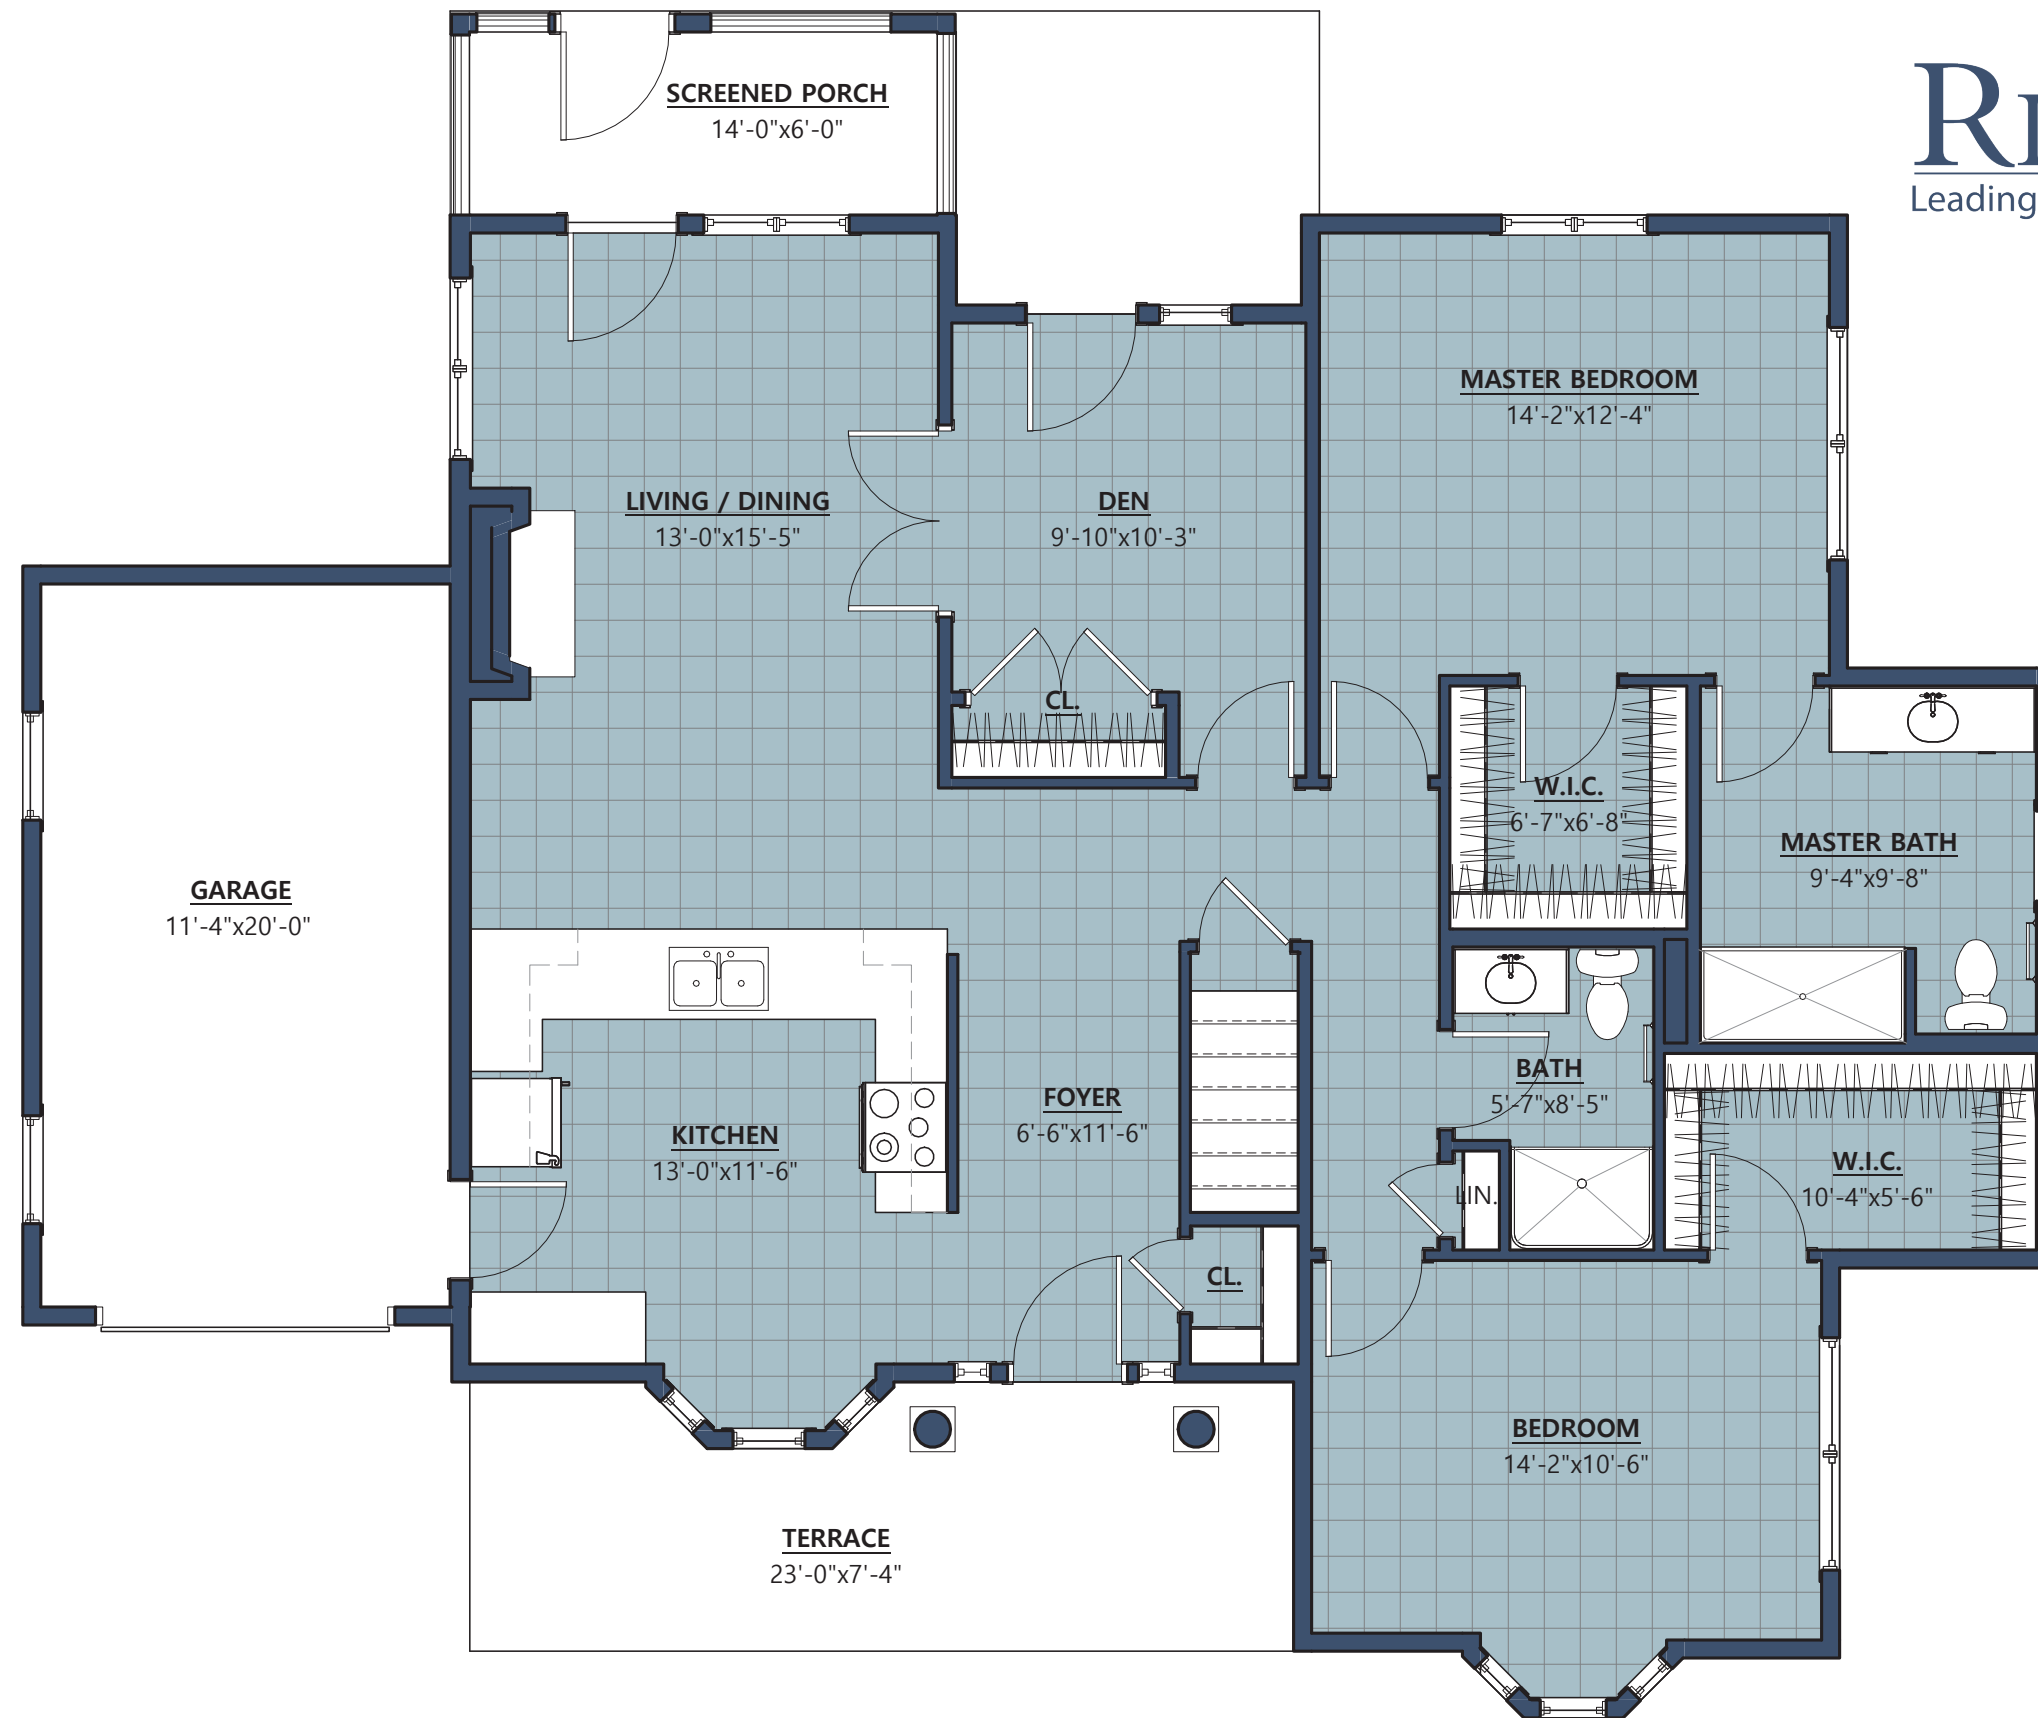 SCREENED PORCH
14'-0"x6'-0"
Leading
MASTER BEDROOM
14'-2"x12'-4"
LIVING / DINING
13'-0"x15'-5"
DEN
9'-10"x10'-3"
CL.
W.I.C.
6'-7"x6'-8"
MASTER BATH
9'-4"x9'-8"
GARAGE
11'-4"x20'-0"
BATH
5'-7"x8'-5"
FOYER
6'-6"x11'-6"
KITCHEN
13'-0"x11'-6"
W.I.C.
10'-4"x5'-6"
LIN.
CL.
BEDROOM
14'-2"x10'-6"
TERRACE
23'-0"x7'-4"